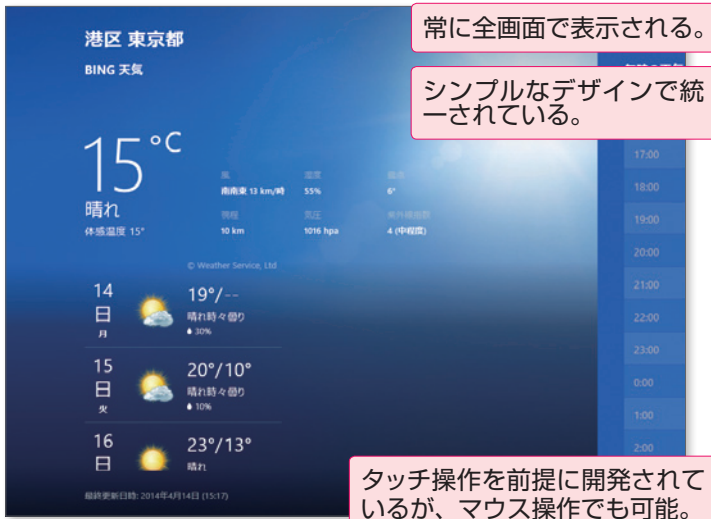 港区 東京都
BING 天気
15°C
晴れ
体感温度 15°
風
南南東 13 km/時
湿度
55%
露点
6°
視程
10 km
気圧
1016 hpa
紫外線指数
4 (中程度)
© Weather Service, Ltd
14
日
月
19°/--
晴れ時々曇り
30%
15
日
火
20°/10°
晴れ時々曇り
10%
16
日
23°/13°
晴れ
最終更新日時: 2014年4月14日 (15:17)
常に全画面で表示される。
シンプルなデザインで統
一されている。
17:00
18:00
19:00
20:00
21:00
22:00
23:00
0:00
1:00
2:00
タッチ操作を前提に開発されて
いるが、マウス操作でも可能。